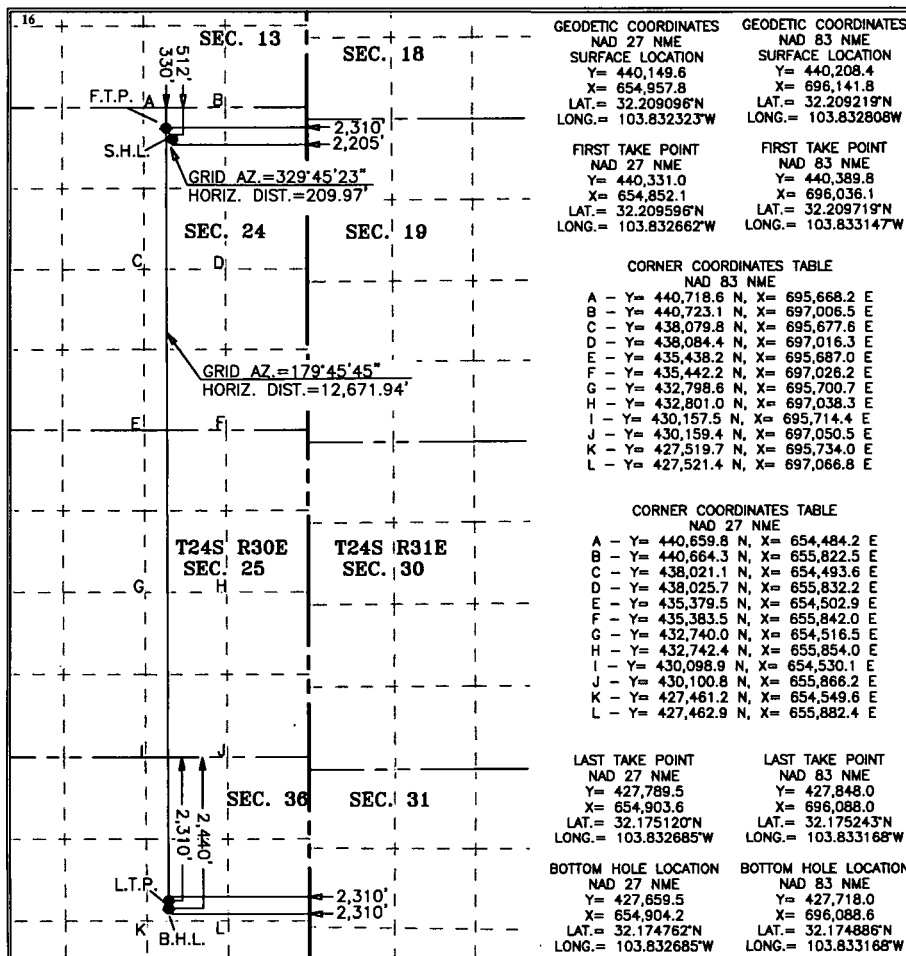 16
SEC. 13
SEC. 18
512'
330'
F.T.P.
A
B
2,310'
2,205'
S.H.L.
GRID AZ.=329°45'23"
HORIZ. DIST.=209.97'
SEC. 24
SEC. 19
C
D
GRID AZ.=179°45'45"
HORIZ. DIST.=12,671.94'
E
F
T24S R30E
SEC. 25
T24S R31E
SEC. 30
G
H
I
J
SEC. 36
SEC. 31
2,440'
2,310'
L.T.P.
2,310'
2,310'
K
L
B.H.L.
GEODETIC COORDINATES
NAD 27 NME
SURFACE LOCATION
Y= 440,149.6
X= 654,957.8
LAT.= 32.209096°N
LONG.= 103.832323°W
GEODETIC COORDINATES
NAD 83 NME
SURFACE LOCATION
Y= 440,208.4
X= 696,141.8
LAT.= 32.209219°N
LONG.= 103.832808°W
FIRST TAKE POINT
NAD 27 NME
Y= 440,331.0
X= 654,852.1
LAT.= 32.209596°N
LONG.= 103.832662°W
FIRST TAKE POINT
NAD 83 NME
Y= 440,389.8
X= 696,036.1
LAT.= 32.209719°N
LONG.= 103.833147°W
CORNER COORDINATES TABLE
NAD 83 NME
A - Y= 440,718.6 N, X= 695,668.2 E
B - Y= 440,723.1 N, X= 697,006.5 E
C - Y= 438,079.8 N, X= 695,677.6 E
D - Y= 438,084.4 N, X= 697,016.3 E
E - Y= 435,438.2 N, X= 695,687.0 E
F - Y= 435,442.2 N, X= 697,026.2 E
G - Y= 432,798.6 N, X= 695,700.7 E
H - Y= 432,801.0 N, X= 697,038.3 E
I - Y= 430,157.5 N, X= 695,714.4 E
J - Y= 430,159.4 N, X= 697,050.5 E
K - Y= 427,519.7 N, X= 695,734.0 E
L - Y= 427,521.4 N, X= 697,066.8 E
CORNER COORDINATES TABLE
NAD 27 NME
A - Y= 440,659.8 N, X= 654,484.2 E
B - Y= 440,664.3 N, X= 655,822.5 E
C - Y= 438,021.1 N, X= 654,493.6 E
D - Y= 438,025.7 N, X= 655,832.2 E
E - Y= 435,379.5 N, X= 654,502.9 E
F - Y= 435,383.5 N, X= 655,842.0 E
G - Y= 432,740.0 N, X= 654,516.5 E
H - Y= 432,742.4 N, X= 655,854.0 E
I - Y= 430,098.9 N, X= 654,530.1 E
J - Y= 430,100.8 N, X= 655,866.2 E
K - Y= 427,461.2 N, X= 654,549.6 E
L - Y= 427,462.9 N, X= 655,882.4 E
LAST TAKE POINT
NAD 27 NME
Y= 427,789.5
X= 654,903.6
LAT.= 32.175120°N
LONG.= 103.832685°W
LAST TAKE POINT
NAD 83 NME
Y= 427,848.0
X= 696,088.0
LAT.= 32.175243°N
LONG.= 103.833168°W
BOTTOM HOLE LOCATION
NAD 27 NME
Y= 427,659.5
X= 654,904.2
LAT.= 32.174762°N
LONG.= 103.832685°W
BOTTOM HOLE LOCATION
NAD 83 NME
Y= 427,718.0
X= 696,088.6
LAT.= 32.174886°N
LONG.= 103.833168°W